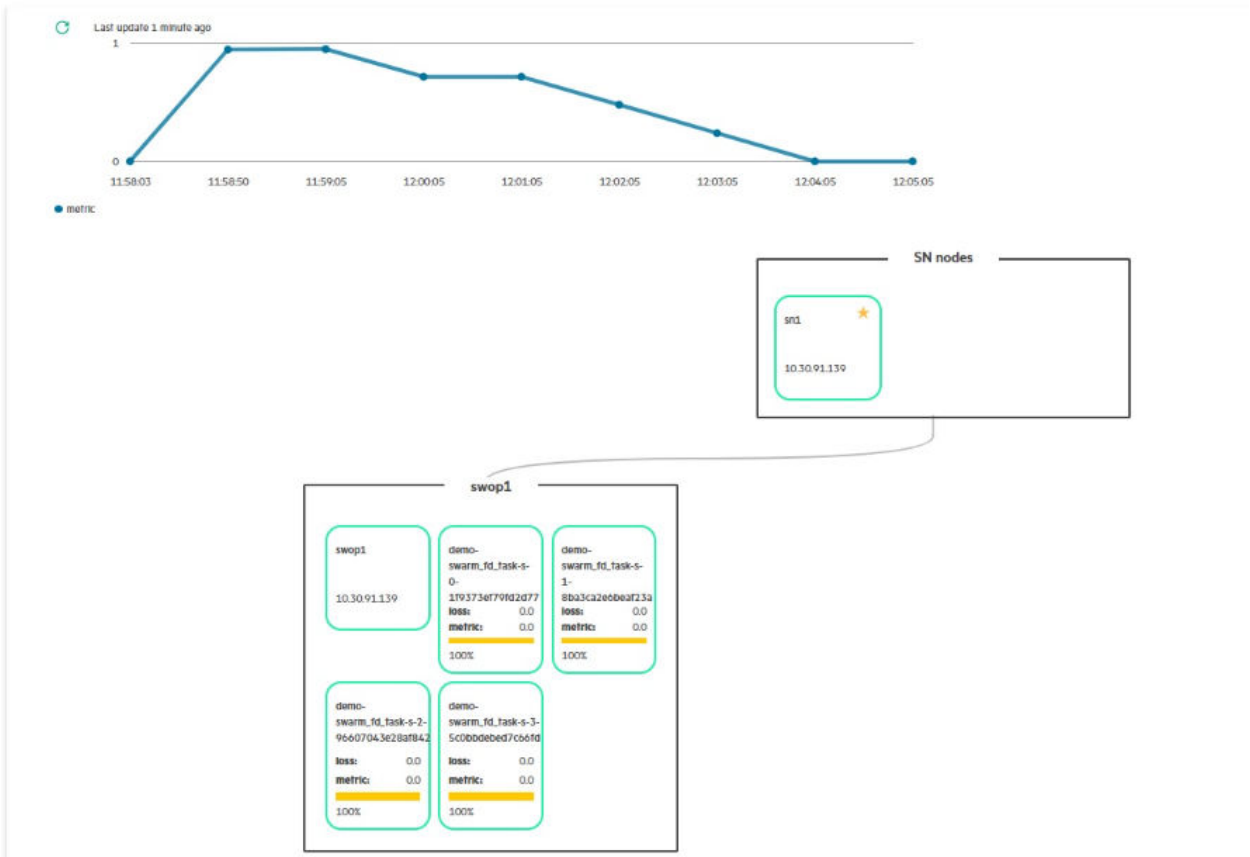 Last update 1 minute ago
1
0
11:58:03 11:58:50 11:59:05 12:00:05 12:01:05 12:02:05 12:03:05 12:04:05 12:05:05
metric
SN nodes
sn1
10.30.91.139
swop1
swop1
10.30.91.139
demo-
swarm_fd_task-s-
0-
1f9373ef79fd2d77
loss: 0.0
metric: 0.0
100%
demo-
swarm_fd_task-s-
1-
8ba3ca2e6beaf23a
loss: 0.0
metric: 0.0
100%
demo-
swarm_fd_task-s-2-
96607043e28af842
loss: 0.0
metric: 0.0
100%
demo-
swarm_fd_task-s-3-
5c0bbdebed7c66fd
loss: 0.0
metric: 0.0
100%